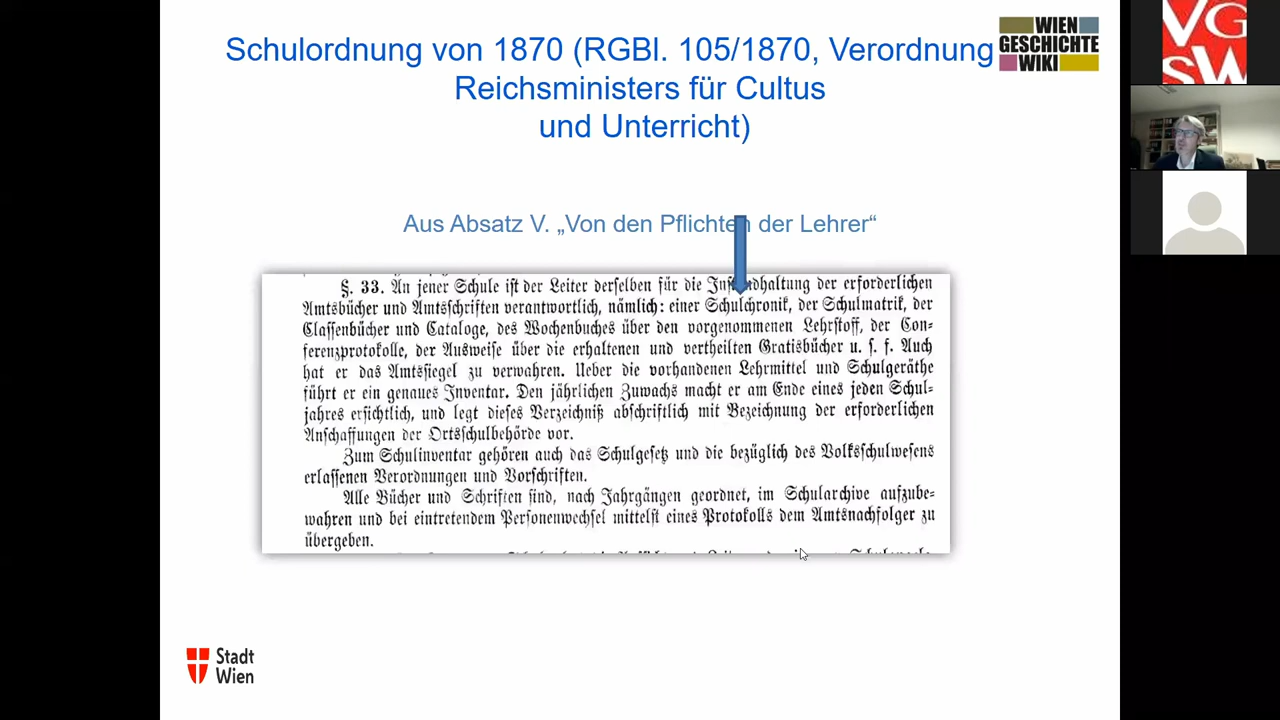 Schulordnung von 1870 (RGBl. 105/1870, Verordnung
Reichsministers für Cultus
und Unterricht)
WIEN
GESCHICHTE
WIKI
VG
SW
Aus Absatz V. „Von den Pflichten der Lehrer“
§. 33. An jener Schule ist der Leiter derselben für die Instandhaltung der erforderlichen
Amtsbücher und Amtsschriften verantwortlich, nämlich: einer Schulchronik, der Schulmatrik, der
Classenbücher und Cataloge, des Wochenbuches über den vorgenommenen Lehrstoff, der Con-
ferenzprotokolle, der Ausweise über die erhaltenen und vertheilten Gratisbücher u. s. f. Auch
hat er das Amtssiegel zu verwahren. Ueber die vorhandenen Lehrmittel und Schulgeräthe
führt er ein genaues Inventar. Den jährlichen Zuwachs macht er am Ende eines jeden Schul-
jahres ersichtlich, und legt dieses Verzeichniß abschriftlich mit Bezeichnung der erforderlichen
Anschaffungen der Ortsschulbehörde vor.
Zum Schulinventar gehören auch das Schulgesetz und die bezüglich des Volksschulwesens
erlassenen Verordnungen und Vorschriften.
Alle Bücher und Schriften sind, nach Jahrgängen geordnet, im Schularchive aufzube-
wahren und bei eintretendem Personenwechsel mittelst eines Protokolls dem Amtsnachfolger zu
übergeben.
Stadt
Wien